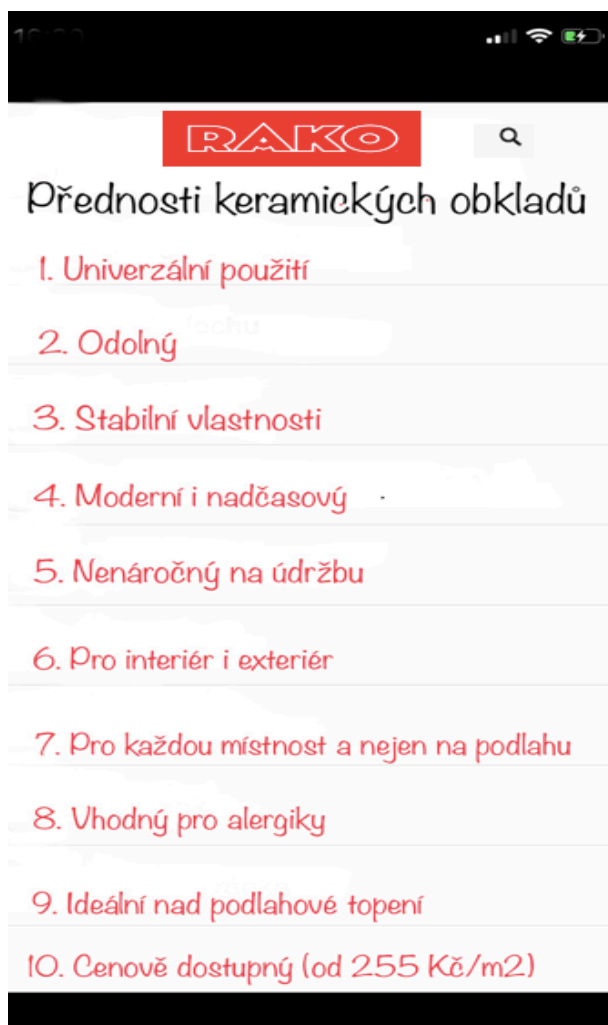 RAKO
Přednosti keramických obkladů
1. Univerzální použití
2. Odolný
3. Stabilní vlastnosti
4. Moderní i nadčasový
5. Nenáročný na údržbu
6. Pro interiér i exteriér
7. Pro každou místnost a nejen na podlahu
8. Vhodný pro alergiky
9. Ideální nad podlahové topení
10. Cenově dostupný (od 255 Kč/m2)